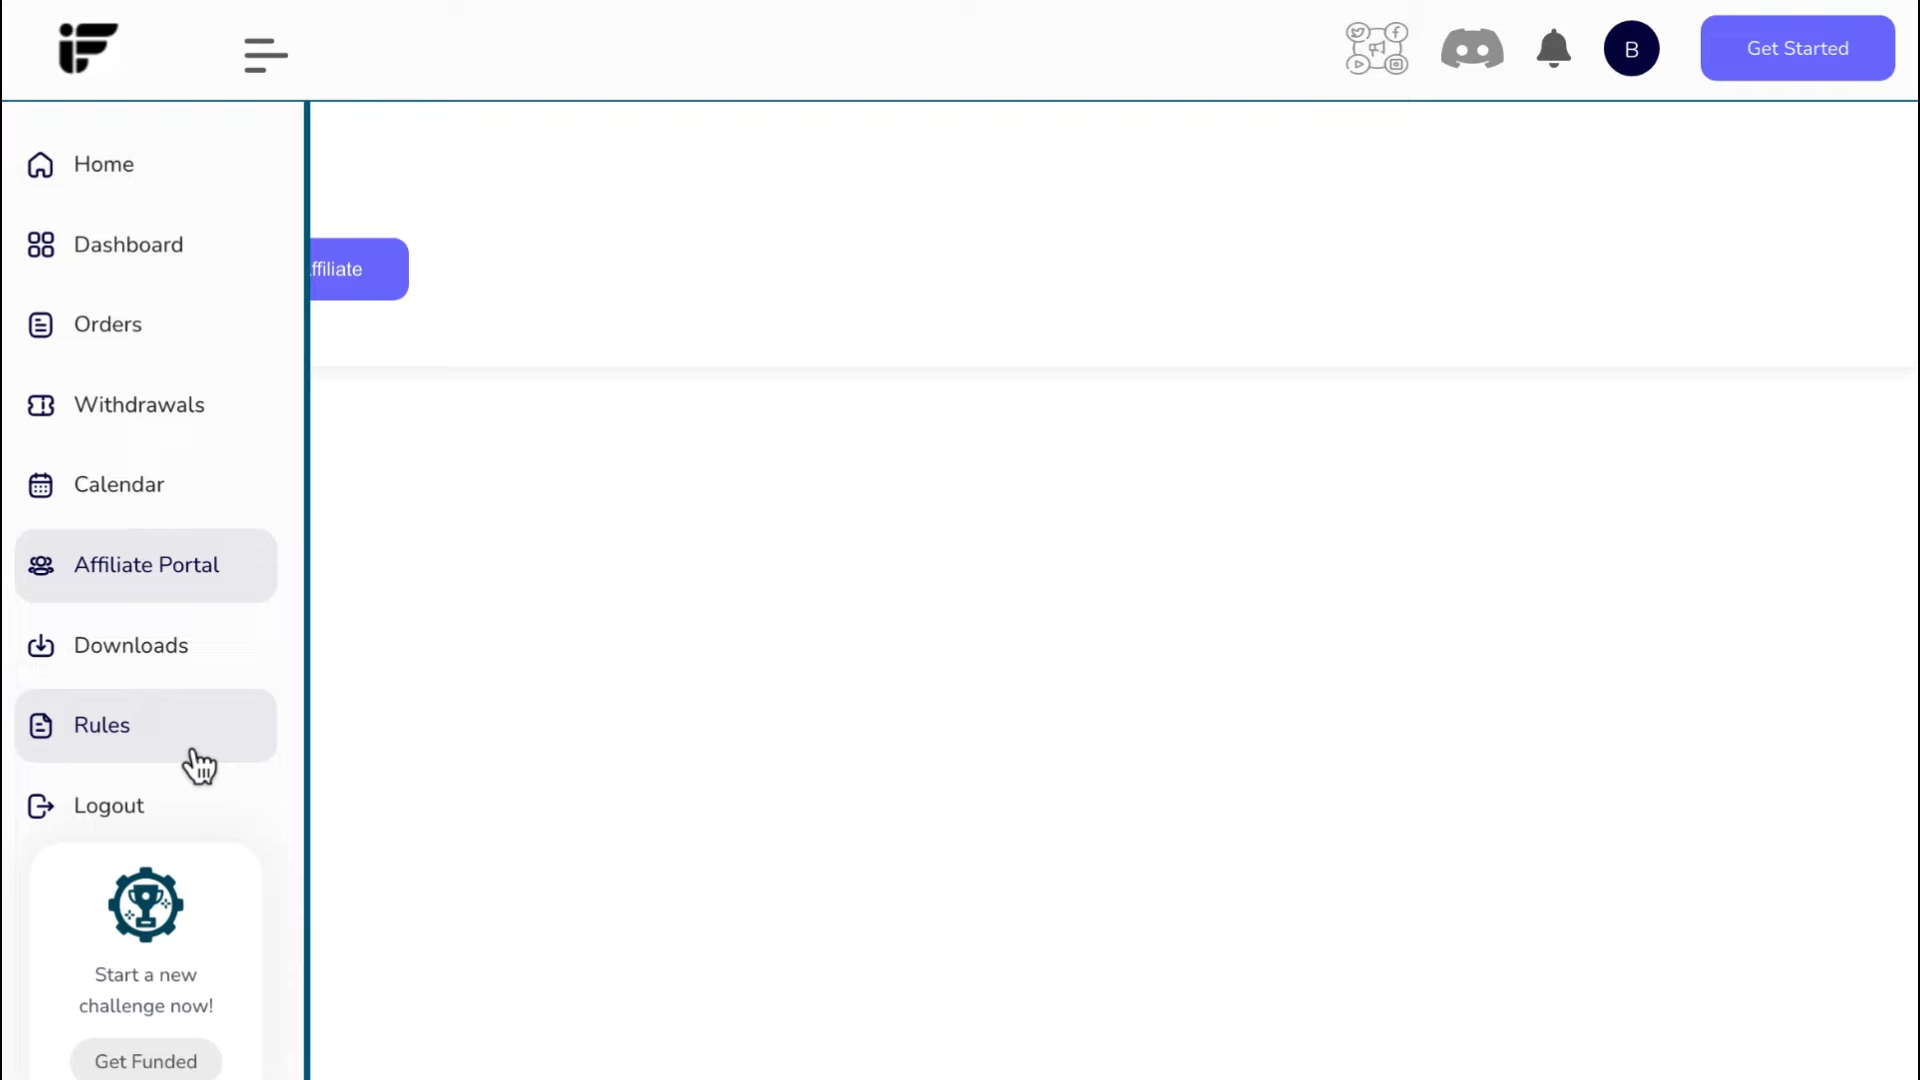 iF
B
Get Started
Home
Dashboard
ffiliate
Orders
Withdrawals
Calendar
Affiliate Portal
Downloads
Rules
Logout
Start a new
challenge now!
Get Funded